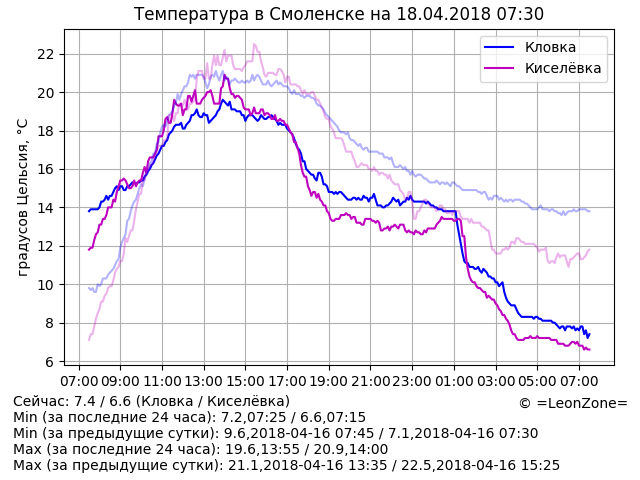 Температура в Смоленске на 18.04.2018 07:30
Кловка
Киселёвка
градусов Цельсия, °C
22
20
18
16
14
12
10
8
6
07:00 09:00 11:00 13:00 15:00 17:00 19:00 21:00 23:00 01:00 03:00 05:00 07:00
Сейчас: 7.4 / 6.6 (Кловка / Киселёвка)
© =LeonZone=
Min (за последние 24 часа): 7.2,07:25 / 6.6,07:15
Min (за предыдущие сутки): 9.6,2018-04-16 07:45 / 7.1,2018-04-16 07:30
Max (за последние 24 часа): 19.6,13:55 / 20.9,14:00
Max (за предыдущие сутки): 21.1,2018-04-16 13:35 / 22.5,2018-04-16 15:25